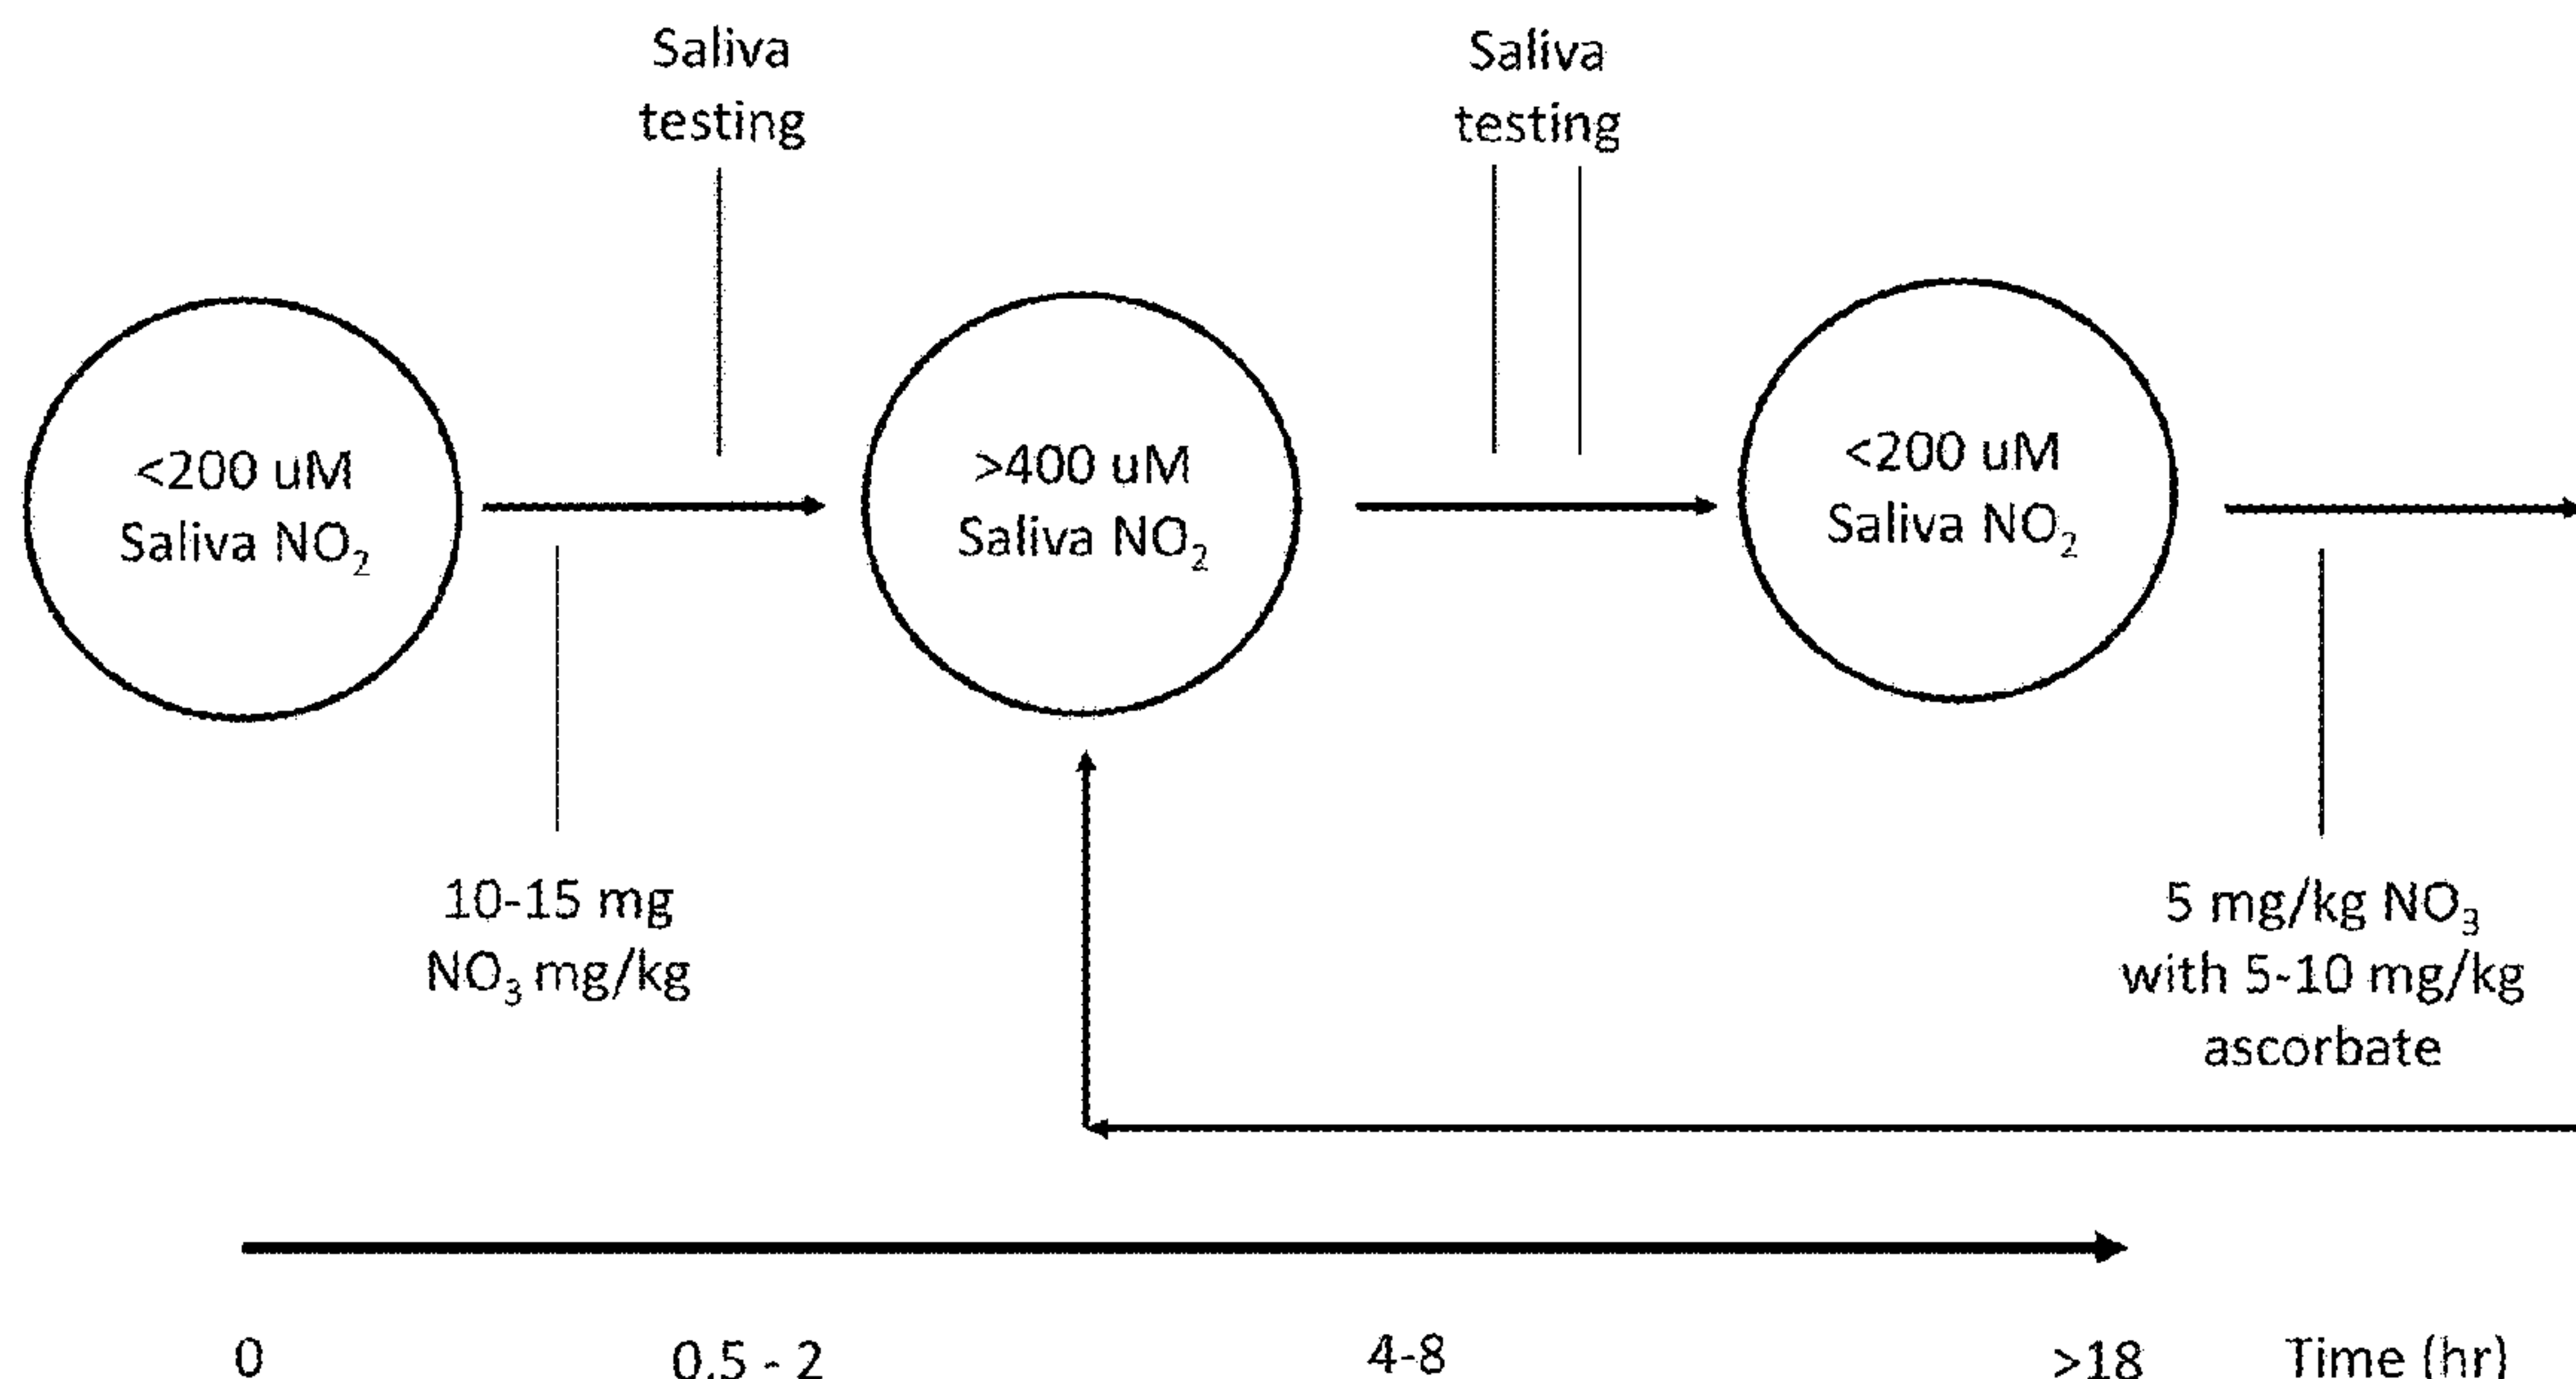 Saliva
testing
Saliva
testing
<200 uM
Saliva NO₂
>400 uM
Saliva NO₂
<200 uM
Saliva NO₂
10-15 mg
NO₃ mg/kg
5 mg/kg NO₃
with 5-10 mg/kg
ascorbate
0
0.5 - 2
4-8
>18
Time (hr)